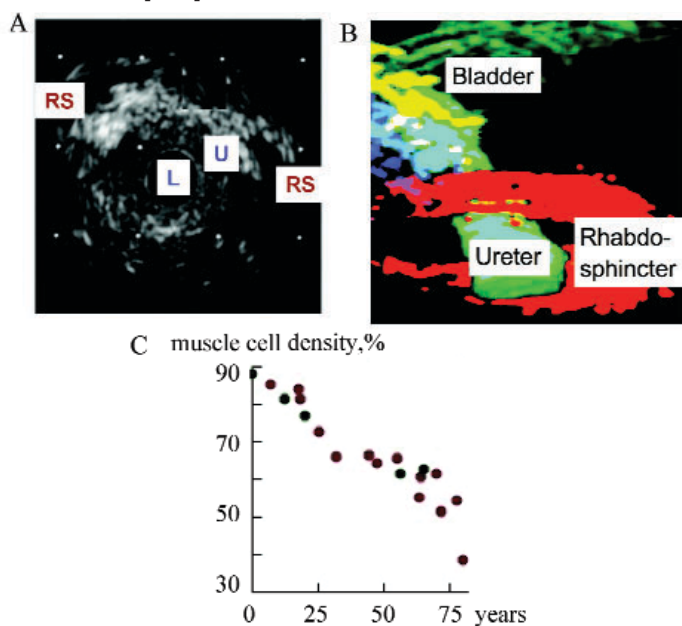 A
RS
U
L
RS
B
Bladder
Ureter
Rhabdo-
sphincter
C muscle cell density,%
90
70
50
30
0 25 50 75 years